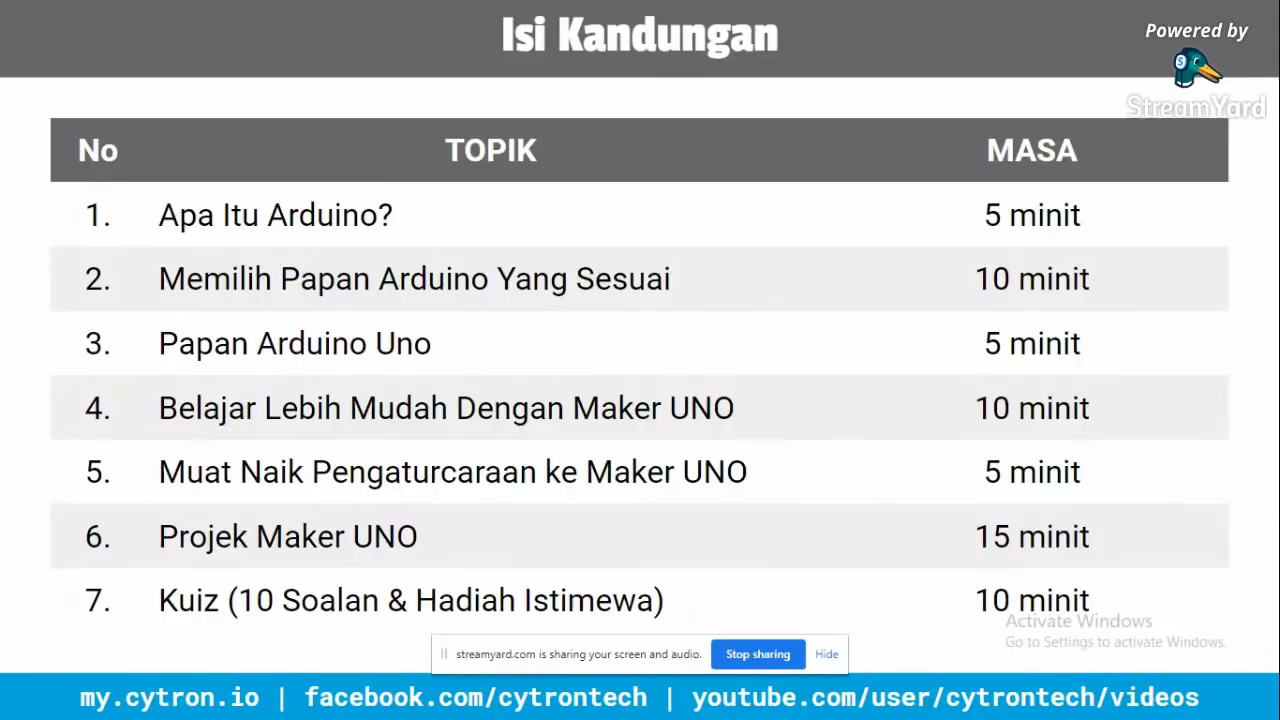 Isi Kandungan
Powered by
StreamYard
No TOPIK MASA
1. Apa Itu Arduino? 5 minit
2. Memilih Papan Arduino Yang Sesuai 10 minit
3. Papan Arduino Uno 5 minit
4. Belajar Lebih Mudah Dengan Maker UNO 10 minit
5. Muat Naik Pengaturcaraan ke Maker UNO 5 minit
6. Projek Maker UNO 15 minit
7. Kuiz (10 Soalan & Hadiah Istimewa) 10 minit
Activate Windows
Go to Settings to activate Windows.
streamyard.com is sharing your screen and audio. Stop sharing Hide
my.cytron.io | facebook.com/cytrontech | youtube.com/user/cytrontech/videos